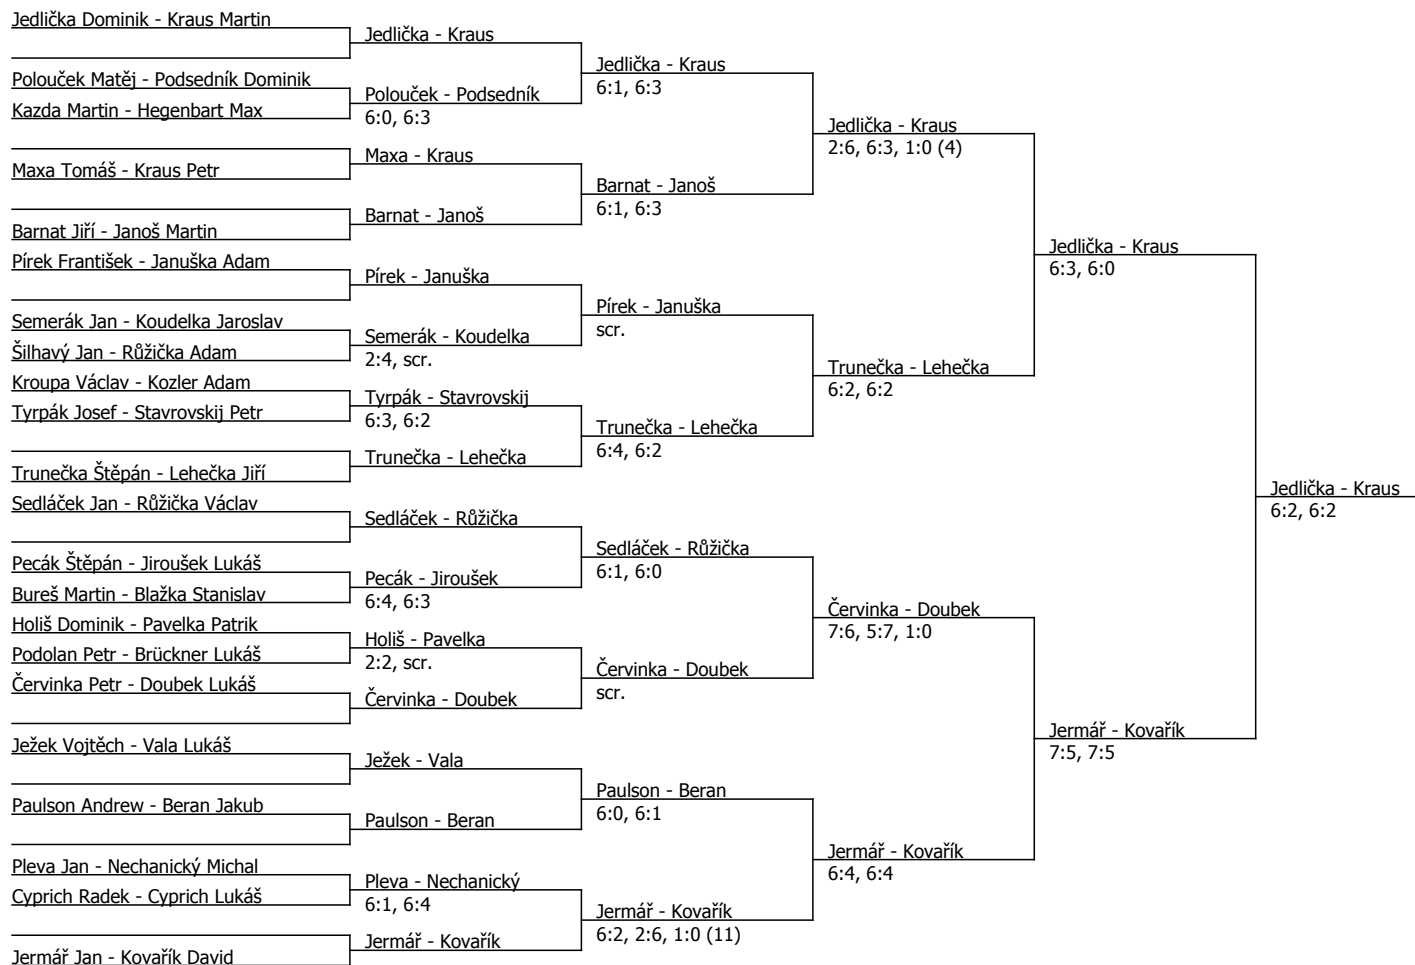 Jedlička Dominik - Kraus Martin
Polouček Matěj - Podsedník Dominik
Kazda Martin - Hegenbart Max
Maxa Tomáš - Kraus Petr
Barnat Jiří - Janoš Martin
Pírek František - Januška Adam
Semerák Jan - Koudelka Jaroslav
Šilhavý Jan - Růžička Adam
Kroupa Václav - Kozler Adam
Tyrpák Josef - Stavrovskij Petr
Trunečka Štěpán - Lehečka Jiří
Sedláček Jan - Růžička Václav
Pecák Štěpán - Jiroušek Lukáš
Bureš Martin - Blažka Stanislav
Holiš Dominik - Pavelka Patrik
Podolan Petr - Brückner Lukáš
Červinka Petr - Doubek Lukáš
Ježek Vojtěch - Vala Lukáš
Paulson Andrew - Beran Jakub
Pleva Jan - Nechanický Michal
Cyprich Radek - Cyprich Lukáš
Jermář Jan - Kovařík David
Jedlička - Kraus
Polouček - Podsedník
6:0, 6:3
Maxa - Kraus
Barnat - Janoš
Pírek - Januška
Semerák - Koudelka
2:4, scr.
Tyrpák - Stavrovskij
6:3, 6:2
Trunečka - Lehečka
Sedláček - Růžička
Pecák - Jiroušek
6:4, 6:3
Holiš - Pavelka
2:2, scr.
Červinka - Doubek
Ježek - Vala
Paulson - Beran
Pleva - Nechanický
6:1, 6:4
Jermář - Kovařík
Jedlička - Kraus
6:1, 6:3
Barnat - Janoš
6:1, 6:3
Pírek - Januška
scr.
Trunečka - Lehečka
6:4, 6:2
Sedláček - Růžička
6:1, 6:0
Červinka - Doubek
scr.
Paulson - Beran
6:0, 6:1
Jermář - Kovařík
6:2, 2:6, 1:0 (11)
Jedlička - Kraus
2:6, 6:3, 1:0 (4)
Trunečka - Lehečka
6:2, 6:2
Červinka - Doubek
7:6, 5:7, 1:0
Jermář - Kovařík
6:4, 6:4
Jedlička - Kraus
6:3, 6:0
Jermář - Kovařík
7:5, 7:5
Jedlička - Kraus
6:2, 6:2